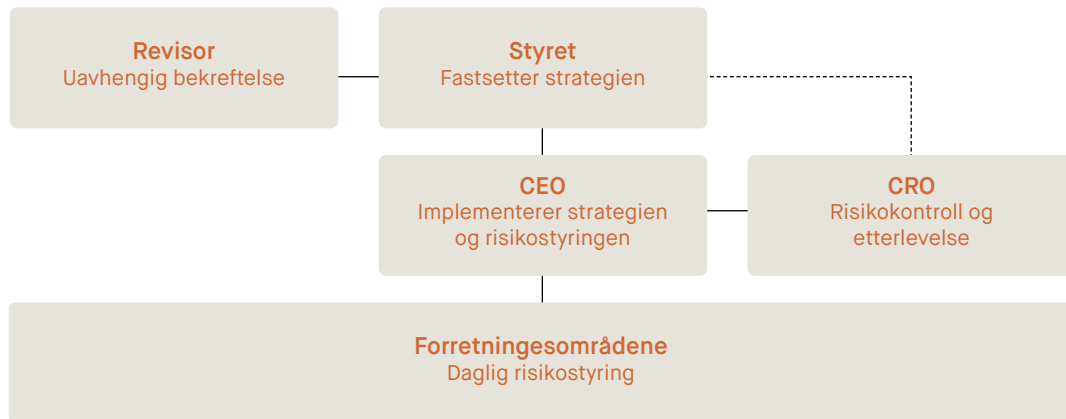 Revisor
Uavhengig bekreftelse
Styret
Fastsetter strategien
CEO
Implementerer strategien
og risikostyringen
CRO
Risikokontroll og
etterlevelse
Forretningesområdene
Daglig risikostyring